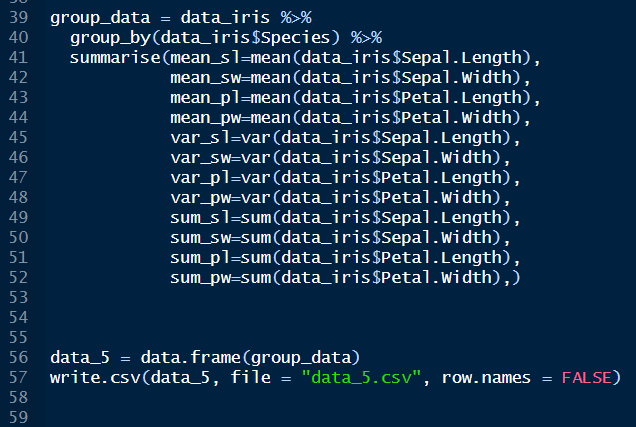 39 group_data = data_iris %>%
40   group_by(data_iris$Species) %>%
41   summarise(mean_sl=mean(data_iris$Sepal.Length),
42             mean_sw=mean(data_iris$Sepal.Width),
43             mean_pl=mean(data_iris$Petal.Length),
44             mean_pw=mean(data_iris$Petal.Width),
45             var_sl=var(data_iris$Sepal.Length),
46             var_sw=var(data_iris$Sepal.Width),
47             var_pl=var(data_iris$Petal.Length),
48             var_pw=var(data_iris$Petal.Width),
49             sum_sl=sum(data_iris$Sepal.Length),
50             sum_sw=sum(data_iris$Sepal.Width),
51             sum_pl=sum(data_iris$Petal.Length),
52             sum_pw=sum(data_iris$Petal.Width),)
53
54
55
56 data_5 = data.frame(group_data)
57 write.csv(data_5, file = "data_5.csv", row.names = FALSE)
58
59